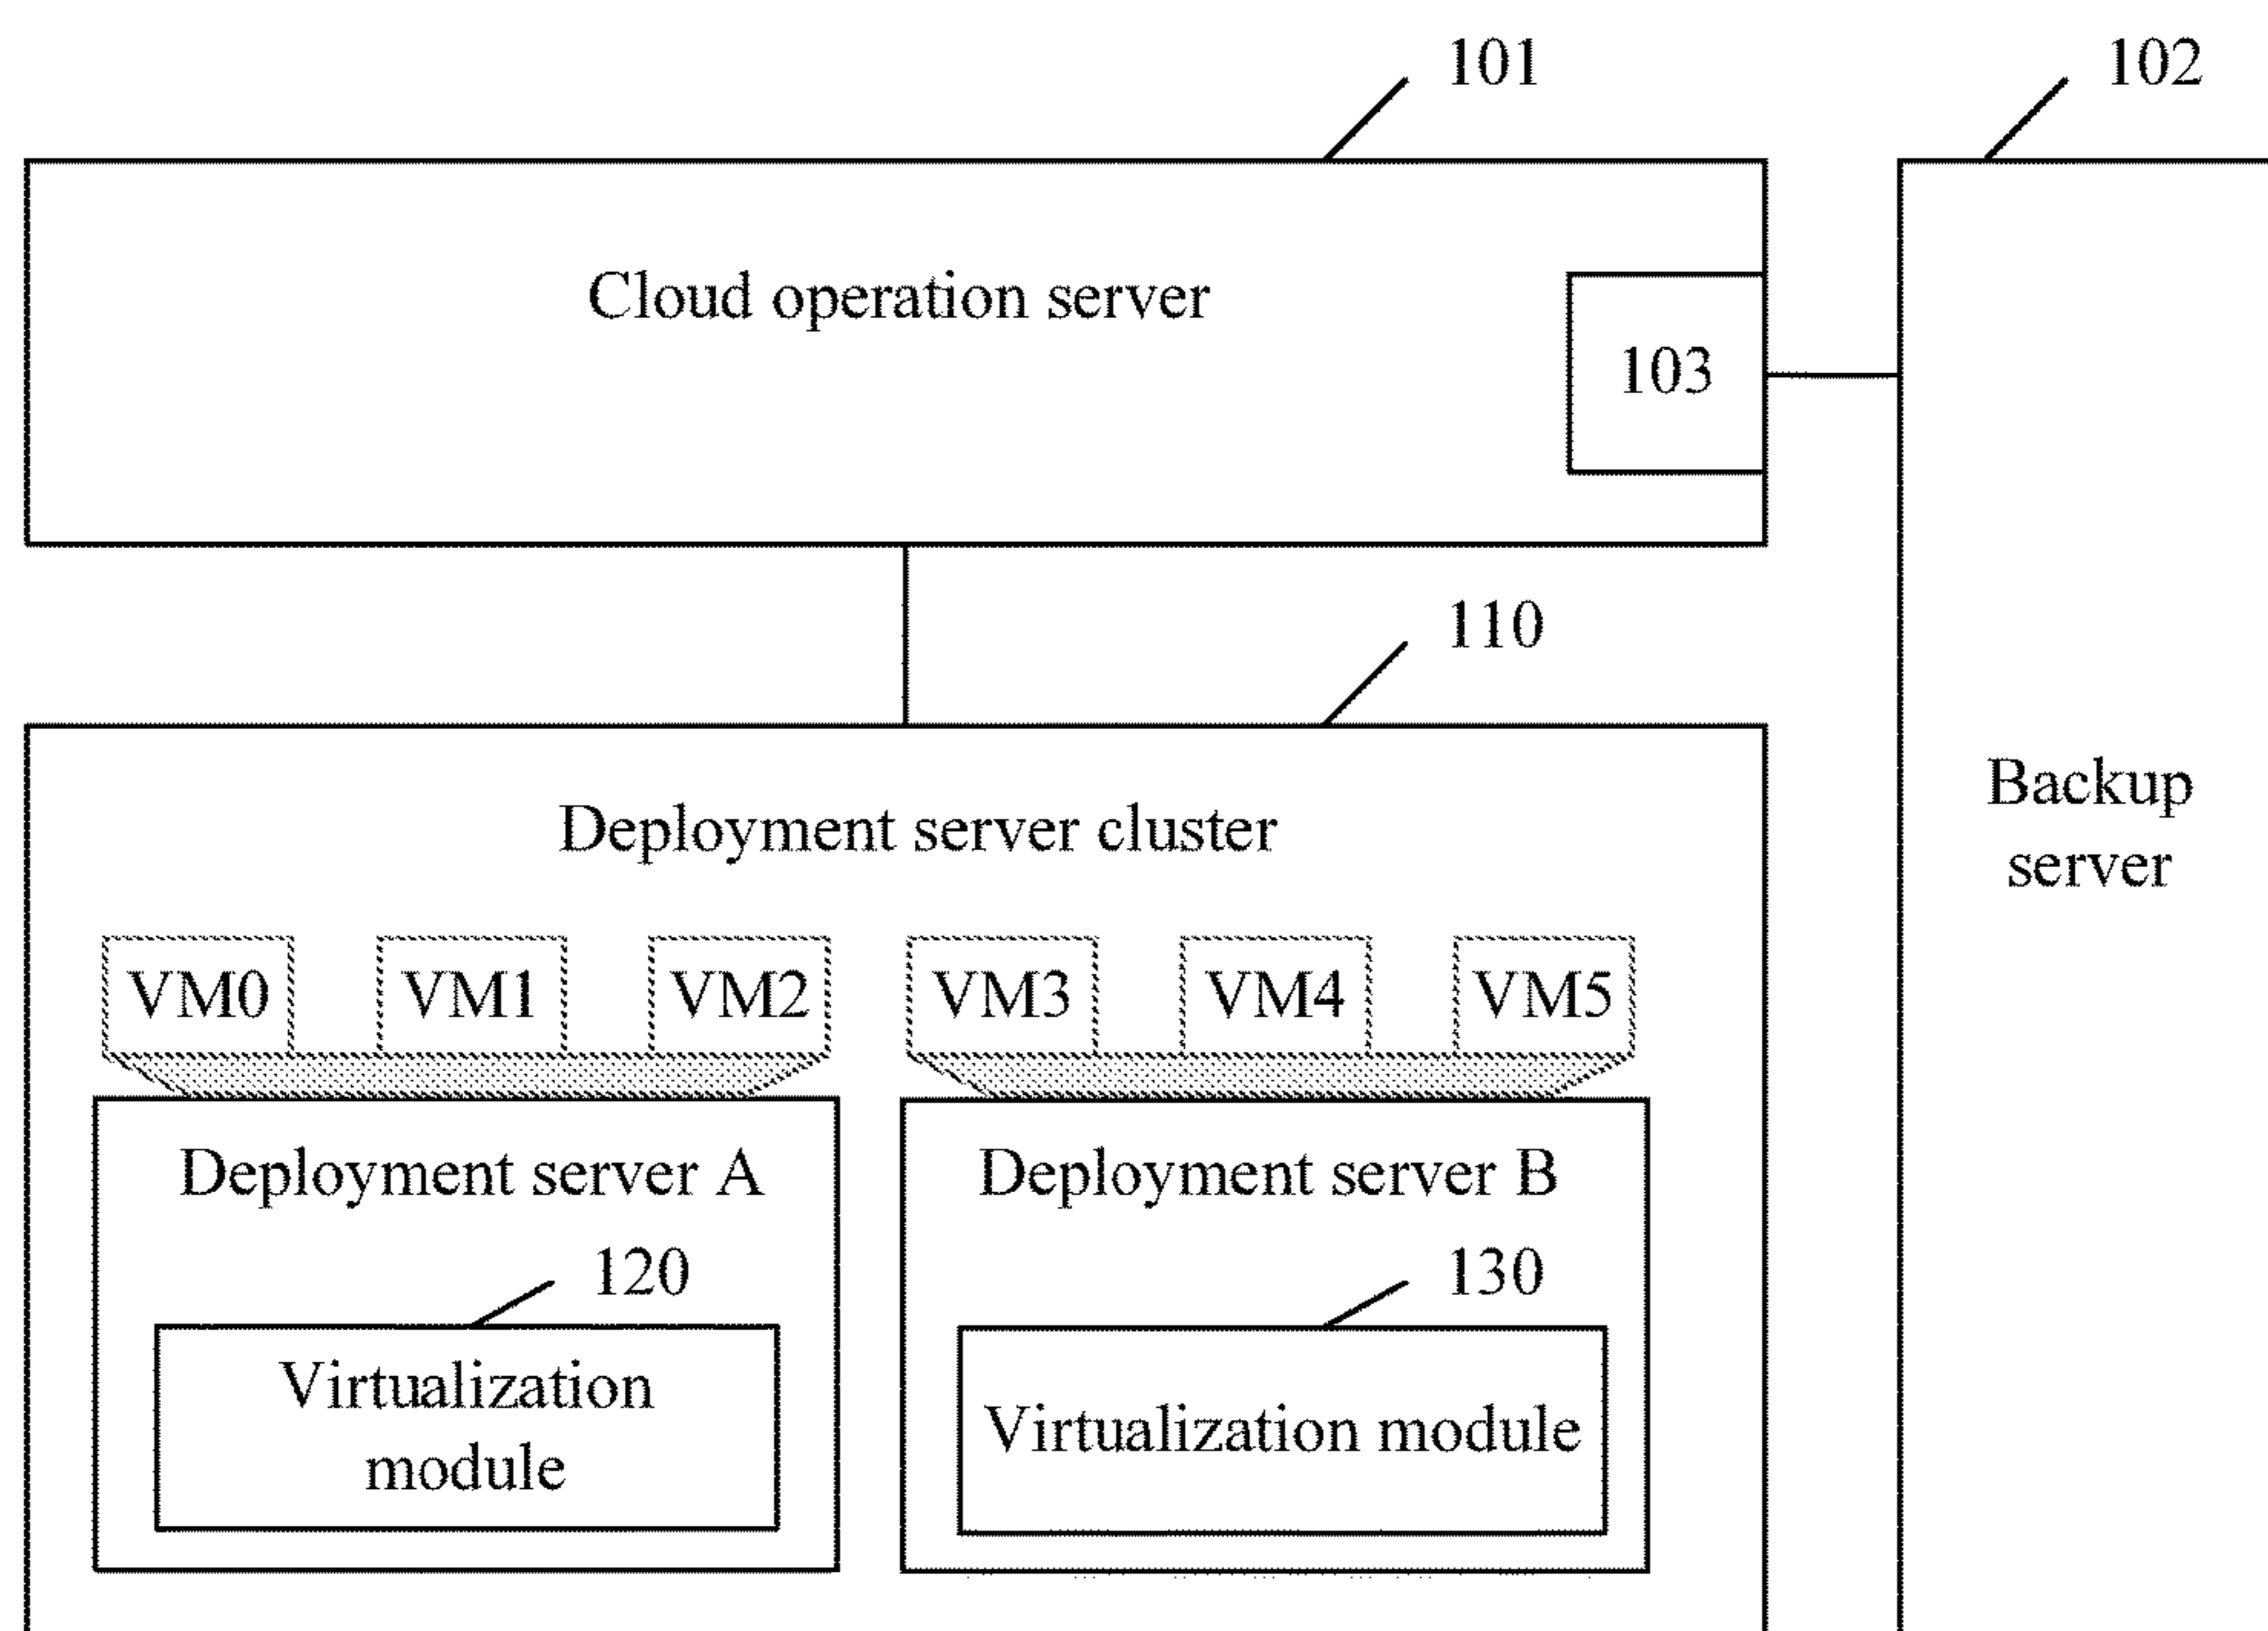 101
102
Cloud operation server
103
110
Deployment server cluster
Backup
server
VM0 VM1 VM2 VM3 VM4 VM5
Deployment server A
Deployment server B
120
130
Virtualization
module
Virtualization module